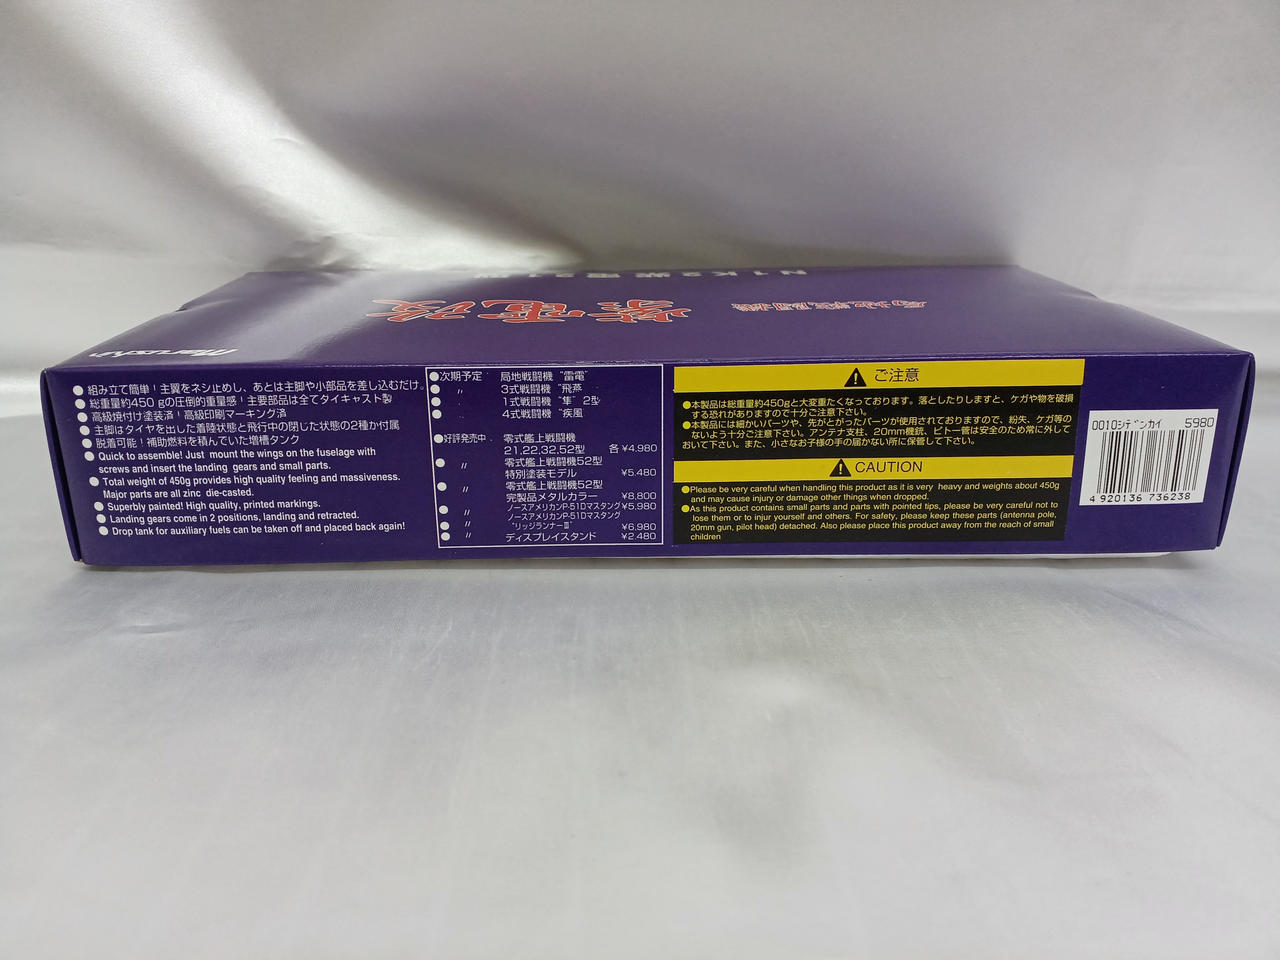 N1K2紫電21型
紫電改
局地戦闘機
Marushin
● 組み立て簡単！主翼をネジ止めし、あとは主脚や小部品を差し込むだけ。
● 総重量約450 gの圧倒的重量感！主要部品は全てダイキャスト製
● 高級焼付け塗装済！高級印刷マーキング済
● 主脚はタイヤを出した着陸状態と飛行中の閉じた状態の2種か付属
● 脱着可能！補助燃料を積んでいた増槽タンク
● Quick to assemble! Just mount the wings on the fuselage with
screws and insert the landing gears and small parts.
● Total weight of 450g provides high quality feeling and massiveness.
Major parts are all zinc die-casted.
● Superbly painted! High quality, printed markings.
● Landing gears come in 2 positions, landing and retracted.
● Drop tank for auxiliary fuels can be taken off and placed back again!
●次期予定 局地戦闘機 "雷電"
● 〃 3式戦闘機 "飛燕"
● 〃 1式戦闘機 "隼" 2型
● 〃 4式戦闘機 "疾風"
●好評発売中 零式艦上戦闘機
21,22,32,52型 各 ¥4,980
● 〃 零式艦上戦闘機52型
特別塗装モデル ¥5,480
● 〃 零式艦上戦闘機52型
完製品メタルカラー ¥8,800
● 〃 ノースアメリカンP-51Dマスタング ¥5,980
● 〃 ノースアメリカンP-51Dマスタング
"リッジランナーⅢ" ¥6,980
● 〃 ディスプレイスタンド ¥2,480
ご注意
●本製品は総重量約450gと大変重たくなっております。落としたりしますと、ケガや物を破損
する恐れがありますので十分ご注意下さい。
●本製品には細かいパーツや、先がとがったパーツが使用されておりますので、紛失、ケガ等の
ないよう十分ご注意下さい。アンテナ支柱、20mm機銃、ピトー管は安全のため常に外して
おいて下さい。また、小さなお子様の手の届かない所に保管して下さい。
CAUTION
●Please be very careful when handling this product as it is very heavy and weights about 450g
and may cause injury or damage other things when dropped.
●As this product contains small parts and parts with pointed tips, please be very careful not to
lose them or to injur yourself and others. For safety, please keep these parts (antenna pole,
20mm gun, pilot head) detached. Also please place this product away from the reach of small
children
0010シデンカイ 5980
4 920136 736238